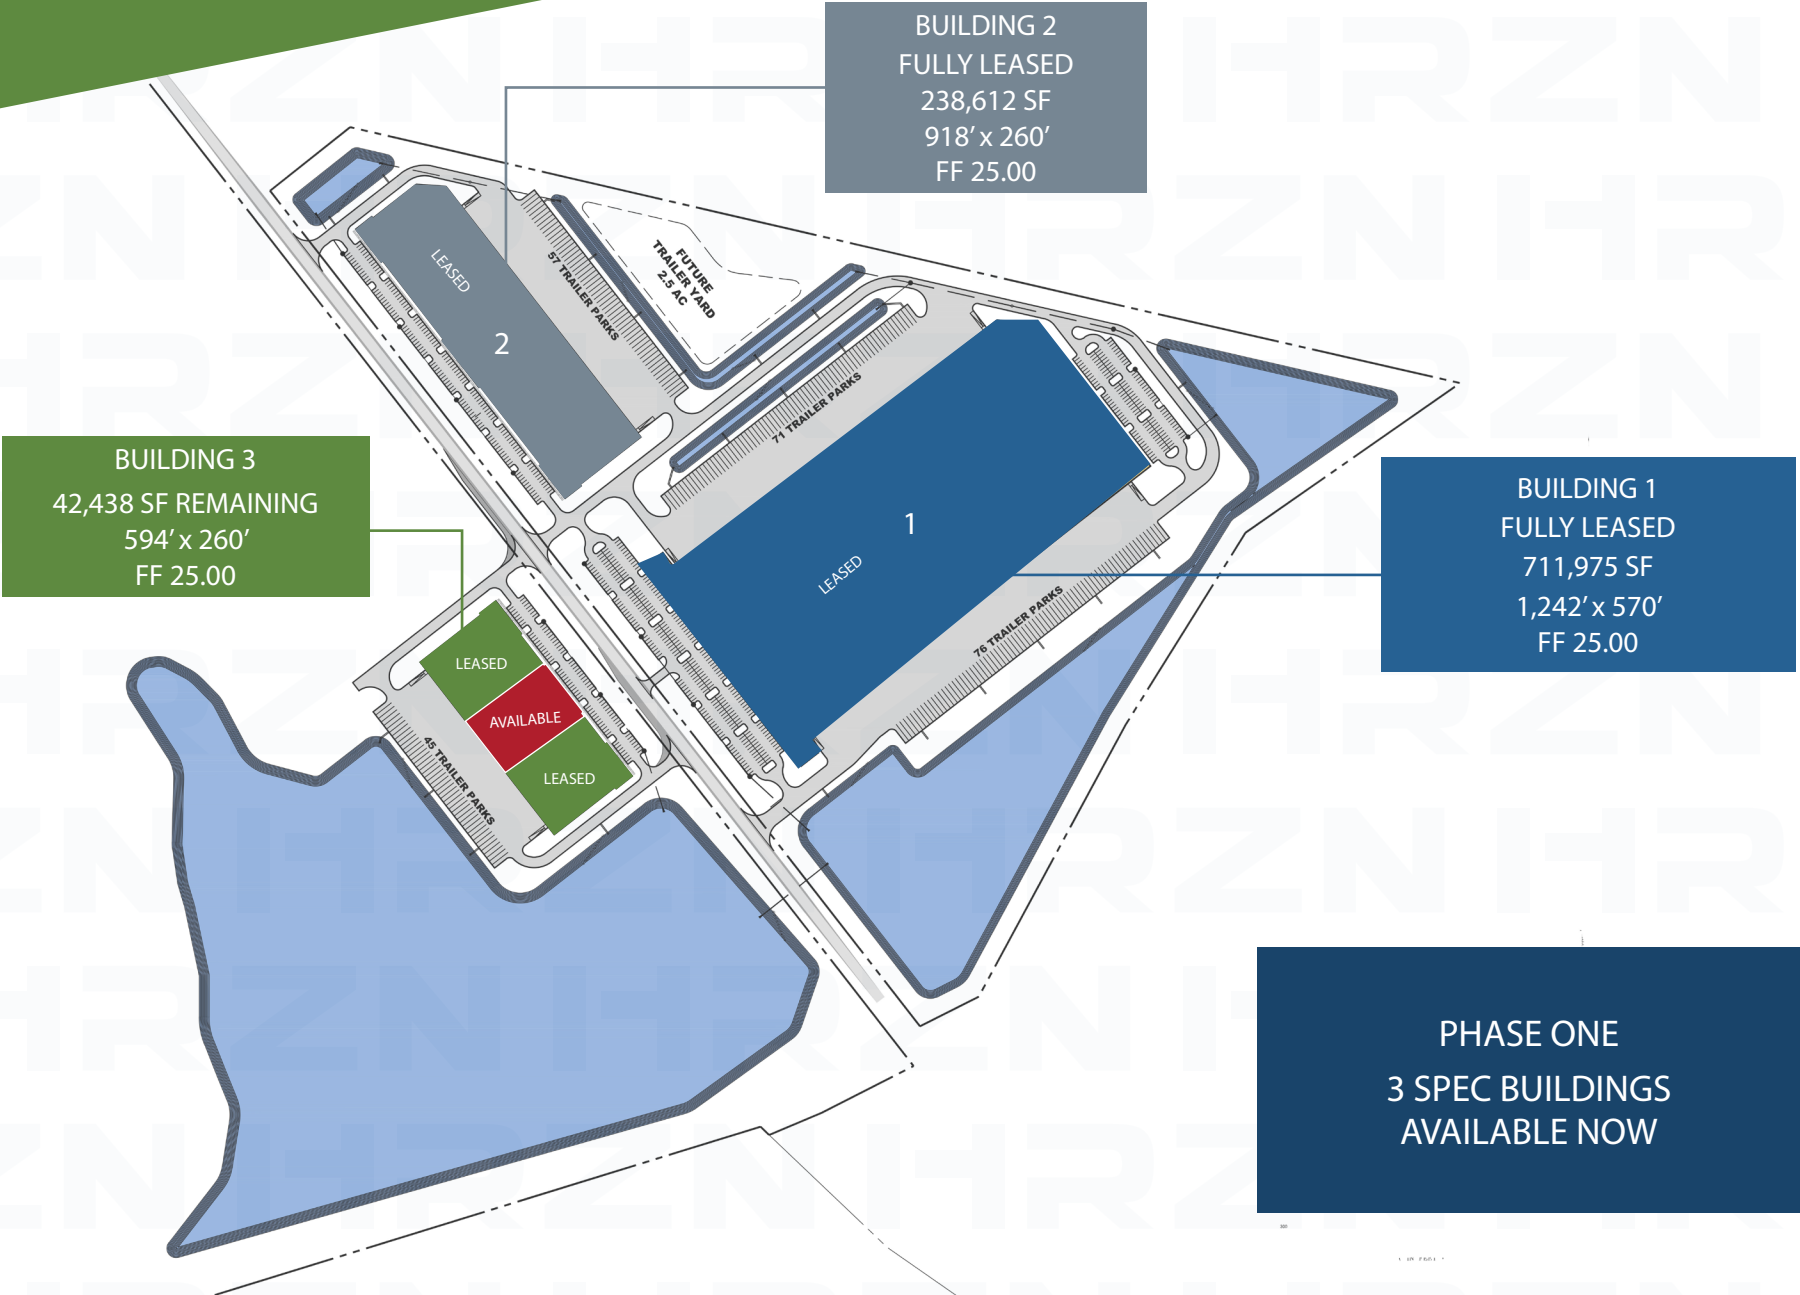 BUILDING 2
FULLY LEASED
238,612 SF
918’ x 260’
FF 25.00
LEASED
2
57 TRAILER PARKS
FUTURE
TRAILER YARD
2.5 AC
71 TRAILER PARKS
1
LEASED
76 TRAILER PARKS
BUILDING 3
42,438 SF REMAINING
594’ x 260’
FF 25.00
BUILDING 1
FULLY LEASED
711,975 SF
1,242’ x 570’
FF 25.00
LEASED
AVAILABLE
LEASED
45 TRAILER PARKS
PHASE ONE
3 SPEC BUILDINGS
AVAILABLE NOW
HRZN